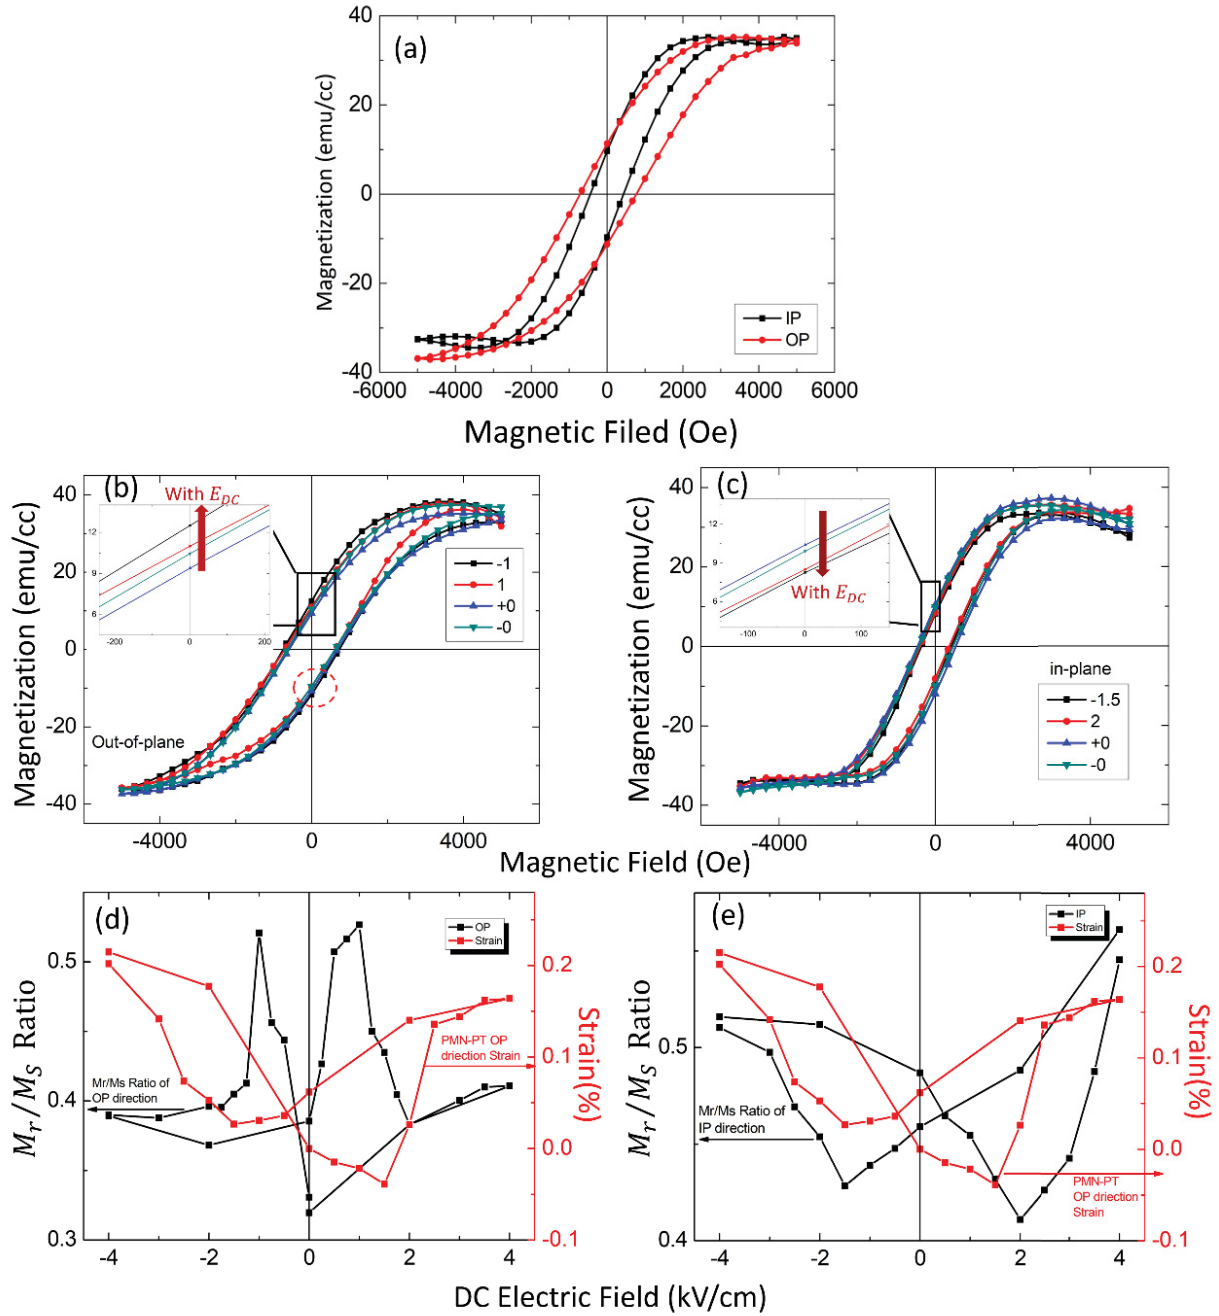 (a)
Magnetization (emu/cc)
40
20
0
-20
-40
IP
OP
-6000 -4000 -2000 0 2000 4000 6000
Magnetic Filed (Oe)
(b)
With E_DC
12
9
6
-200 0 200
Magnetization (emu/cc)
40
20
0
-20
-40
-1
1
+0
-0
Out-of-plane
-4000 0 4000
(c)
With E_DC
12
9
6
-100 0 100
Magnetization (emu/cc)
40
20
0
-20
-40
in-plane
-1.5
2
+0
-0
-4000 0 4000
Magnetic Field (Oe)
(d)
M_r/M_S Ratio
0.5
0.4
0.3
OP
Strain
PMN-PT OP
driection Strain
Mr/Ms Ratio of
OP direction
0.2
0.1
0.0
-0.1
Strain(%)
-4 -2 0 2 4
(e)
M_r/M_S Ratio
0.5
0.4
IP
Strain
Mr/Ms Ratio of
IP direction
PMN-PT
OP driection
Strain
0.2
0.1
0.0
-0.1
Strain(%)
-4 -2 0 2 4
DC Electric Field (kV/cm)